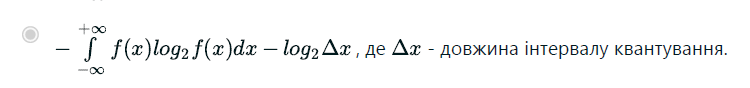 − ∫_{−∞}^{+∞} f(x)log₂f(x)dx − log₂Δx , де Δx - довжина інтервалу квантування.